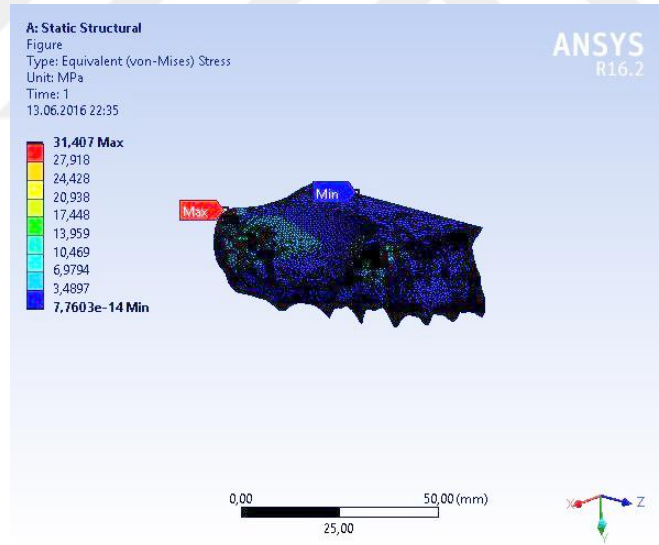 A: Static Structural
Figure
Type: Equivalent (von-Mises) Stress
Unit: MPa
Time: 1
13.06.2016 22:35
ANSYS
R16.2
31,407 Max
27,918
24,428
20,938
17,448
13,959
10,469
6,9794
3,4897
7,7603e-14 Min
Max
Min
0,00
50,00 (mm)
25,00
X
Y
Z